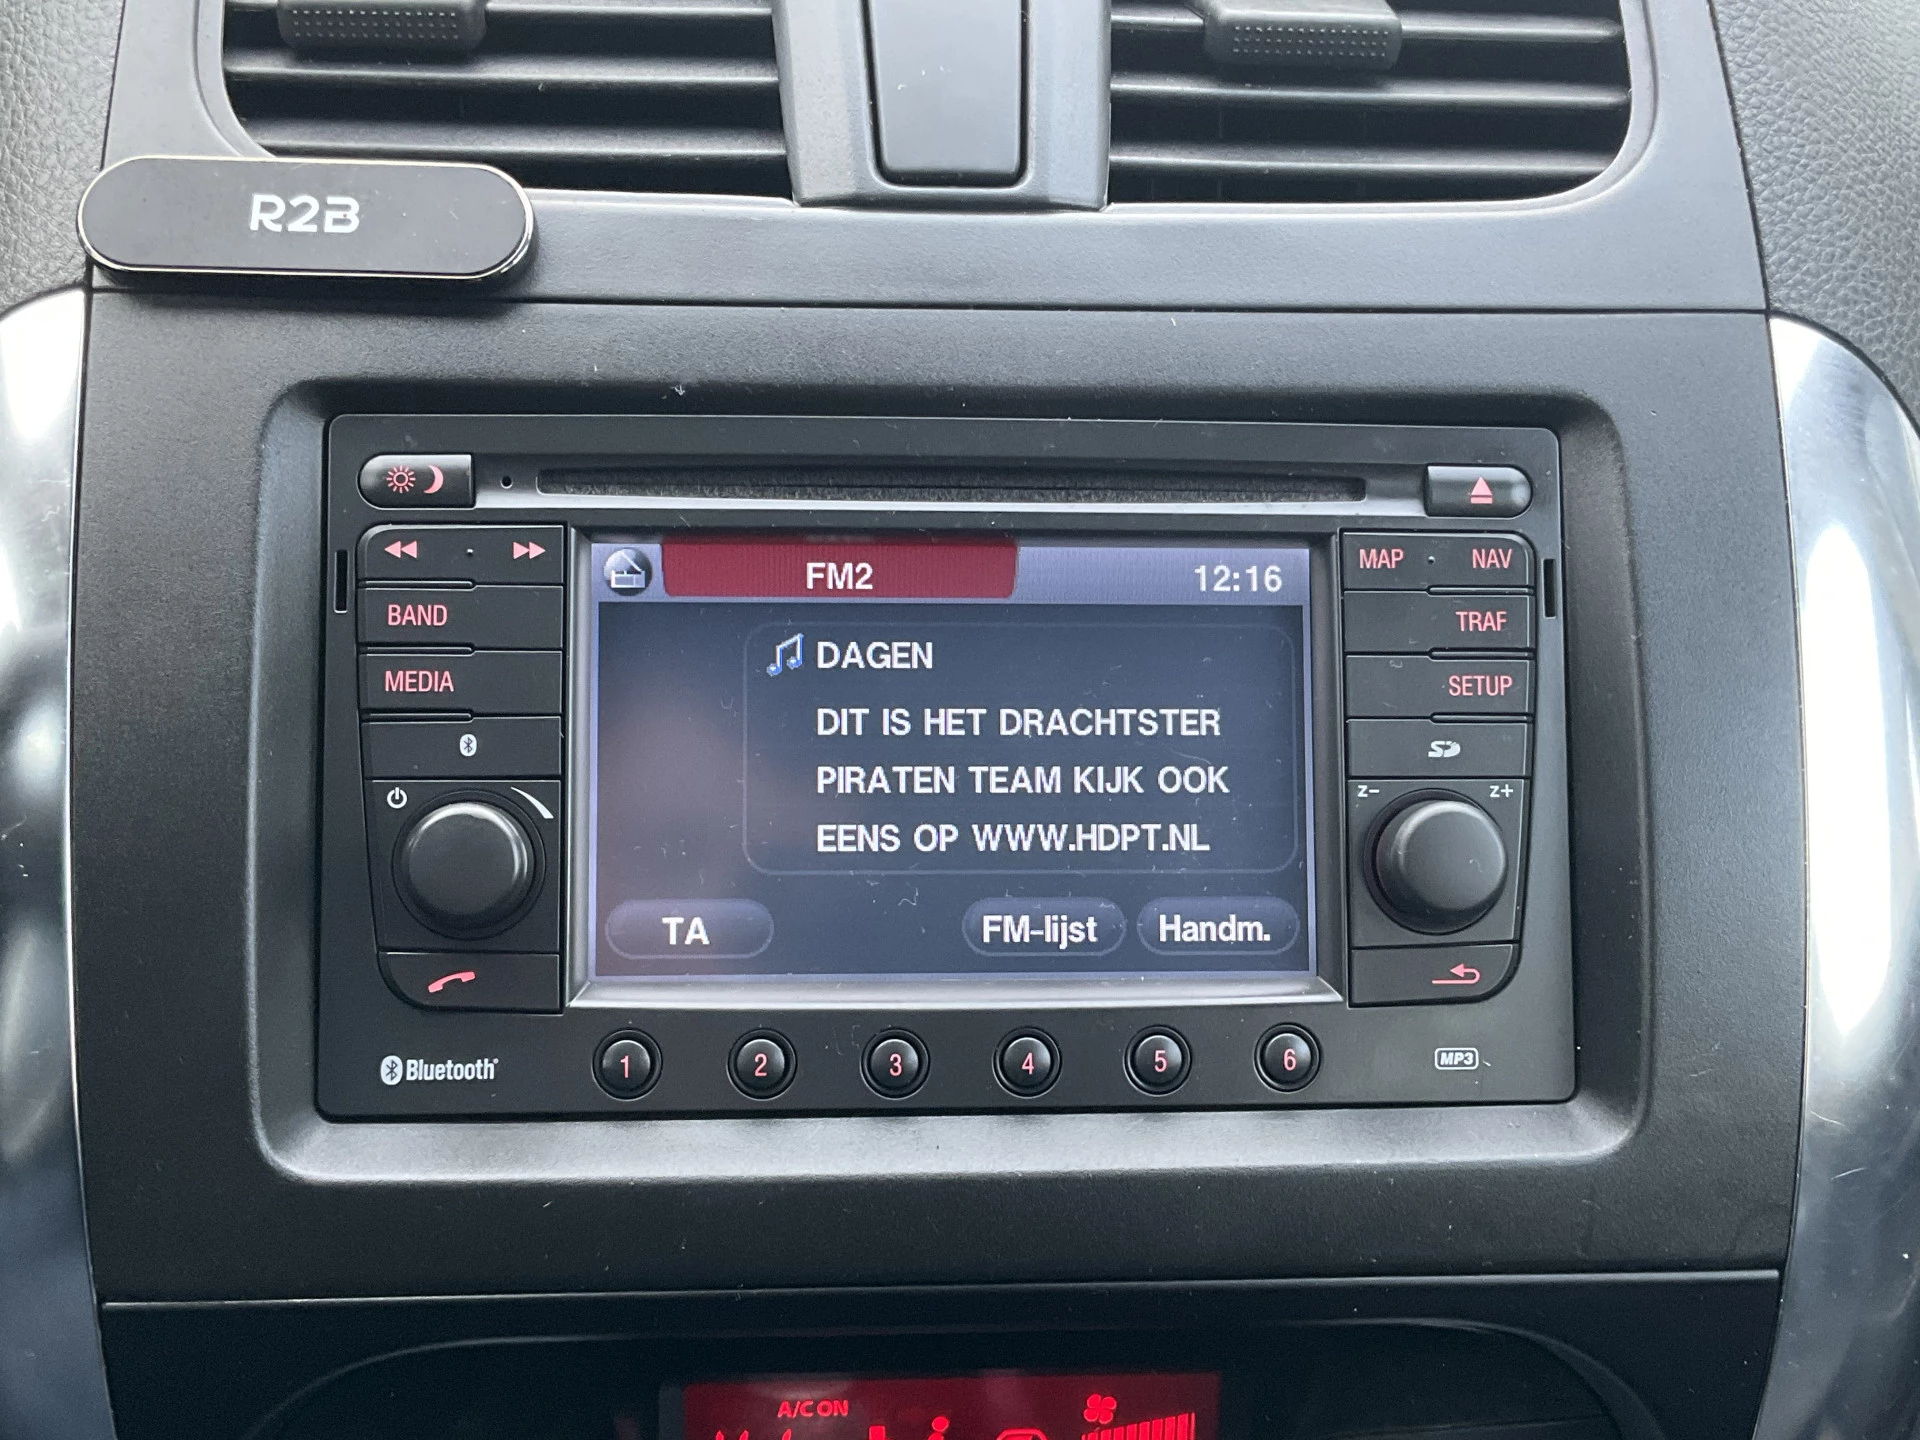 R2B
MAP · NAV
BAND
TRAF
MEDIA
SETUP
FM2
12:16
DAGEN
DIT IS HET DRACHTSTER
PIRATEN TEAM KIJK OOK
EENS OP WWW.HDPT.NL
TA
FM-lijst
Handm.
SD
z-
z+
Bluetooth
1
2
3
4
5
6
MP3
A/C ON